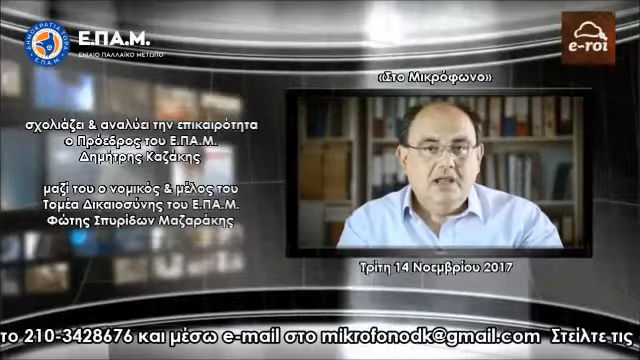 ΔΗΜΟΚΡΑΤΙΑ ΤΩΡΑ
Ε.Π.Α.Μ.
Ε.ΠΑ.Μ.
ΕΝΙΑΙΟ ΠΑΛΛΑΪΚΟ ΜΕΤΩΠΟ
e-roi
«Στο Μικρόφωνο»
σχολιάζει & αναλύει την επικαιρότητα
ο Πρόεδρος του Ε.ΠΑ.Μ.
Δημήτρης Καζάκης
μαζί του ο νομικός & μέλος του
Τομέα Δικαιοσύνης του Ε.ΠΑ.Μ.
Φώτης Σπυρίδων Μαζαράκης
Τρίτη 14 Νοεμβρίου 2017
το 210-3428676 και μέσω e-mail στο mikrofonodk@gmail.com Στείλτε τις